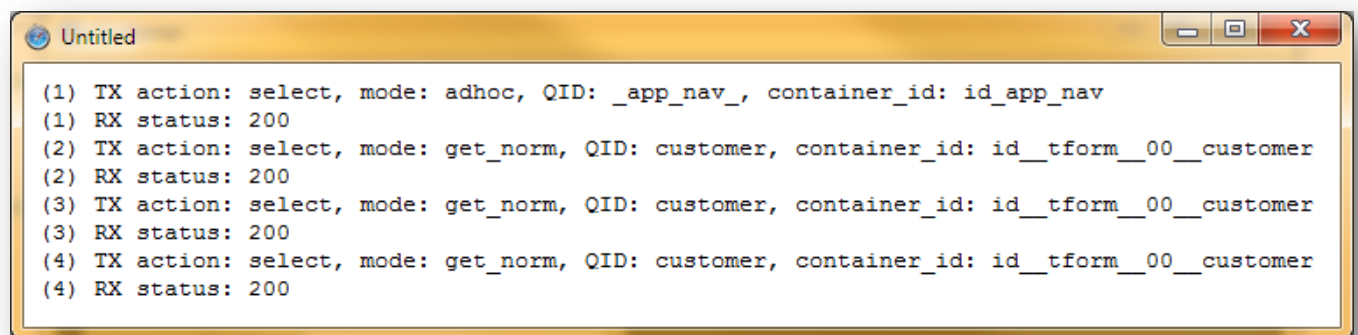 Untitled
(1) TX action: select, mode: adhoc, QID: _app_nav_, container_id: id_app_nav
(1) RX status: 200
(2) TX action: select, mode: get_norm, QID: customer, container_id: id__tform__00__customer
(2) RX status: 200
(3) TX action: select, mode: get_norm, QID: customer, container_id: id__tform__00__customer
(3) RX status: 200
(4) TX action: select, mode: get_norm, QID: customer, container_id: id__tform__00__customer
(4) RX status: 200